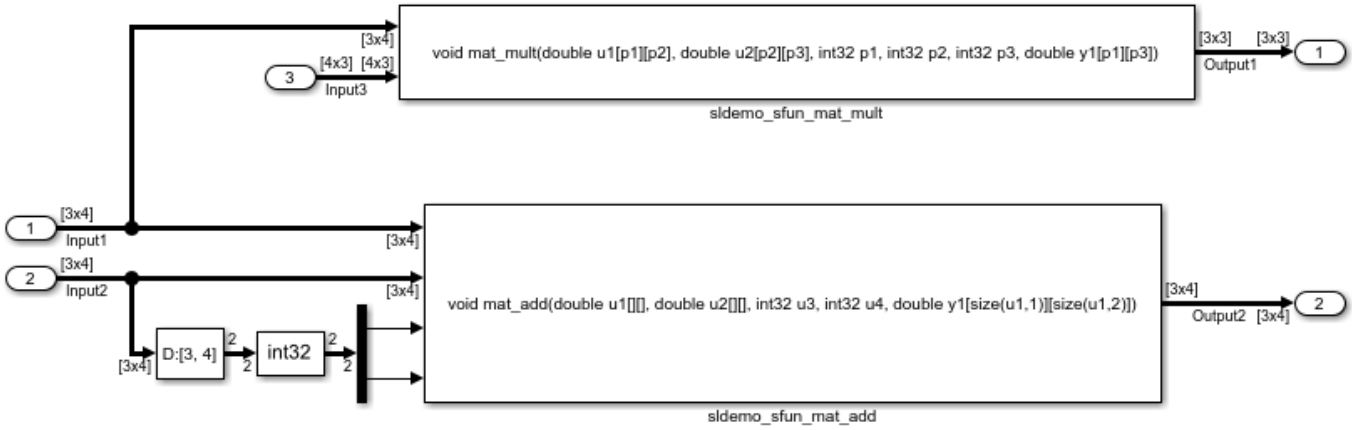 [3x4]
void mat_mult(double u1[p1][p2], double u2[p2][p3], int32 p1, int32 p2, int32 p3, double y1[p1][p3])
[3x3] [3x3]
1
Output1
[4x3] [4x3]
3
Input3
sldemo_sfun_mat_mult
[3x4]
1
Input1
[3x4]
[3x4]
2
Input2
[3x4]
void mat_add(double u1[][], double u2[][], int32 u3, int32 u4, double y1[size(u1,1)][size(u1,2)])
[3x4]
2
Output2 [3x4]
[3x4]
D:[3, 4]
2
2
int32
2
2
sldemo_sfun_mat_add